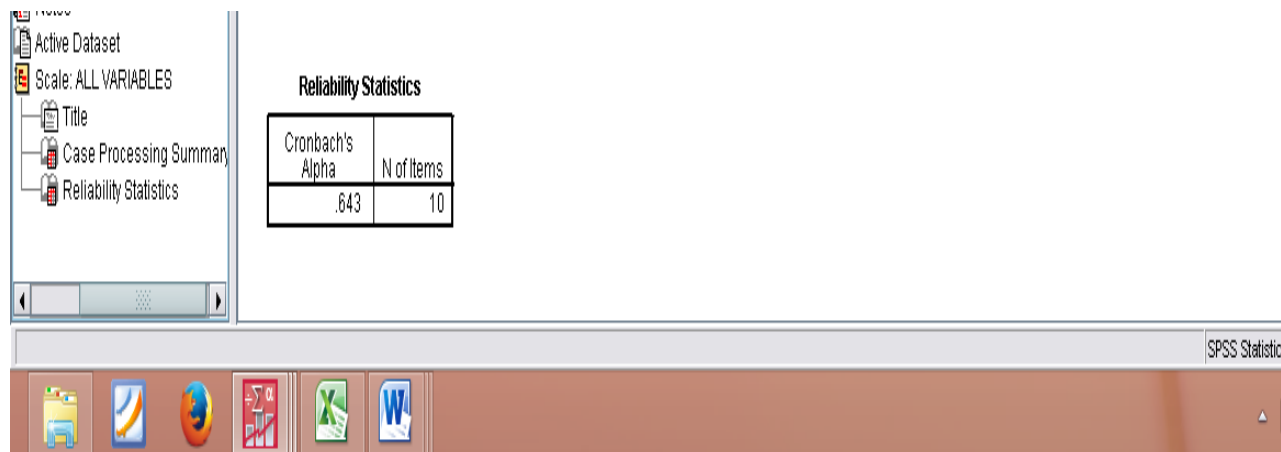 Active Dataset
Scale: ALL VARIABLES
Title
Case Processing Summary
Reliability Statistics
Reliability Statistics
Cronbach's
Alpha
N of Items
.643
10
SPSS Statistic